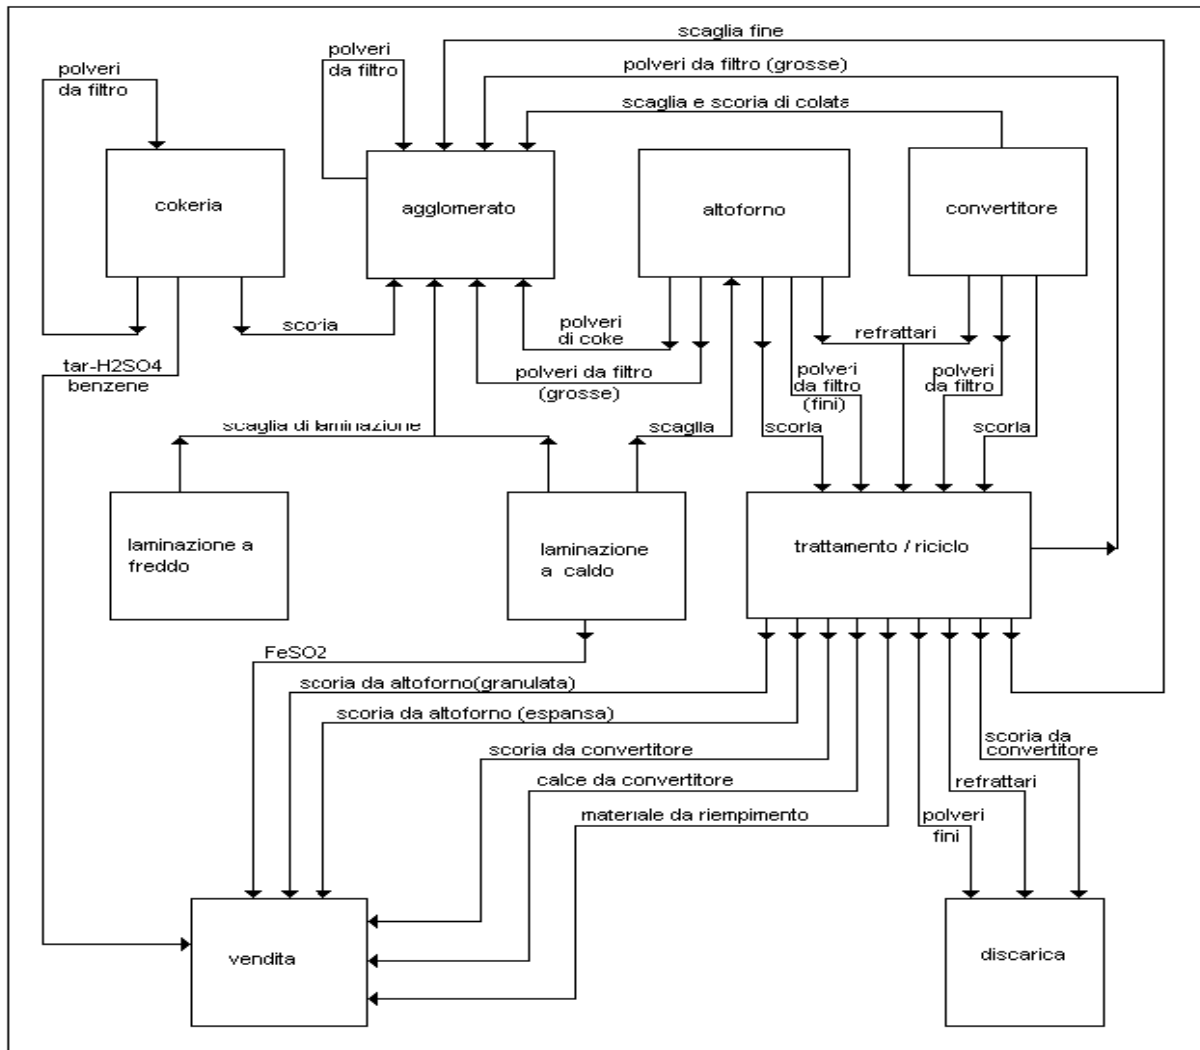 scaglia fine
polveri
da filtro
polveri da filtro (grosse)
polveri
da filtro
scaglia e scoria di colata
cokeria
agglomerato
altoforno
convertitore
scoria
polveri
di coke
refrattari
tar-H2SO4
benzene
polveri da filtro
(grosse)
polveri
da filtro
(fini)
polveri
da filtro
scaglia di laminazione
scaglia
scoria
scoria
laminazione a
freddo
laminazione
a caldo
trattamento / riciclo
FeSO2
scoria da altoforno(granulata)
scoria da altoforno (espansa)
scoria da convertitore
scoria da
convertitore
calce da convertitore
refrattari
materiale da riempimento
polveri
fini
vendita
discarica